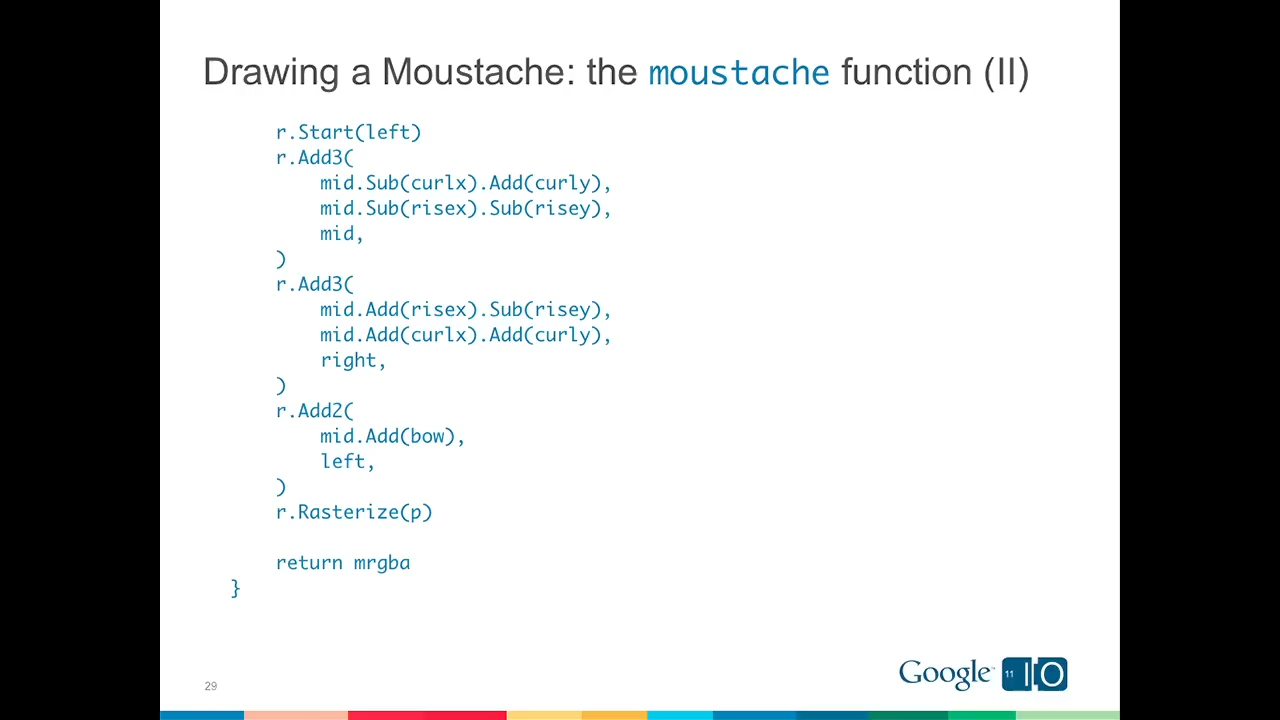 Drawing a Moustache: the moustache function (II)
r.Start(left)
r.Add3(
mid.Sub(curlx).Add(curly),
mid.Sub(risex).Sub(risey),
mid,
)
r.Add3(
mid.Add(risex).Sub(risey),
mid.Add(curlx).Add(curly),
right,
)
r.Add2(
mid.Add(bow),
left,
)
r.Rasterize(p)
return mrgba
}
29
Google™ 11 IO